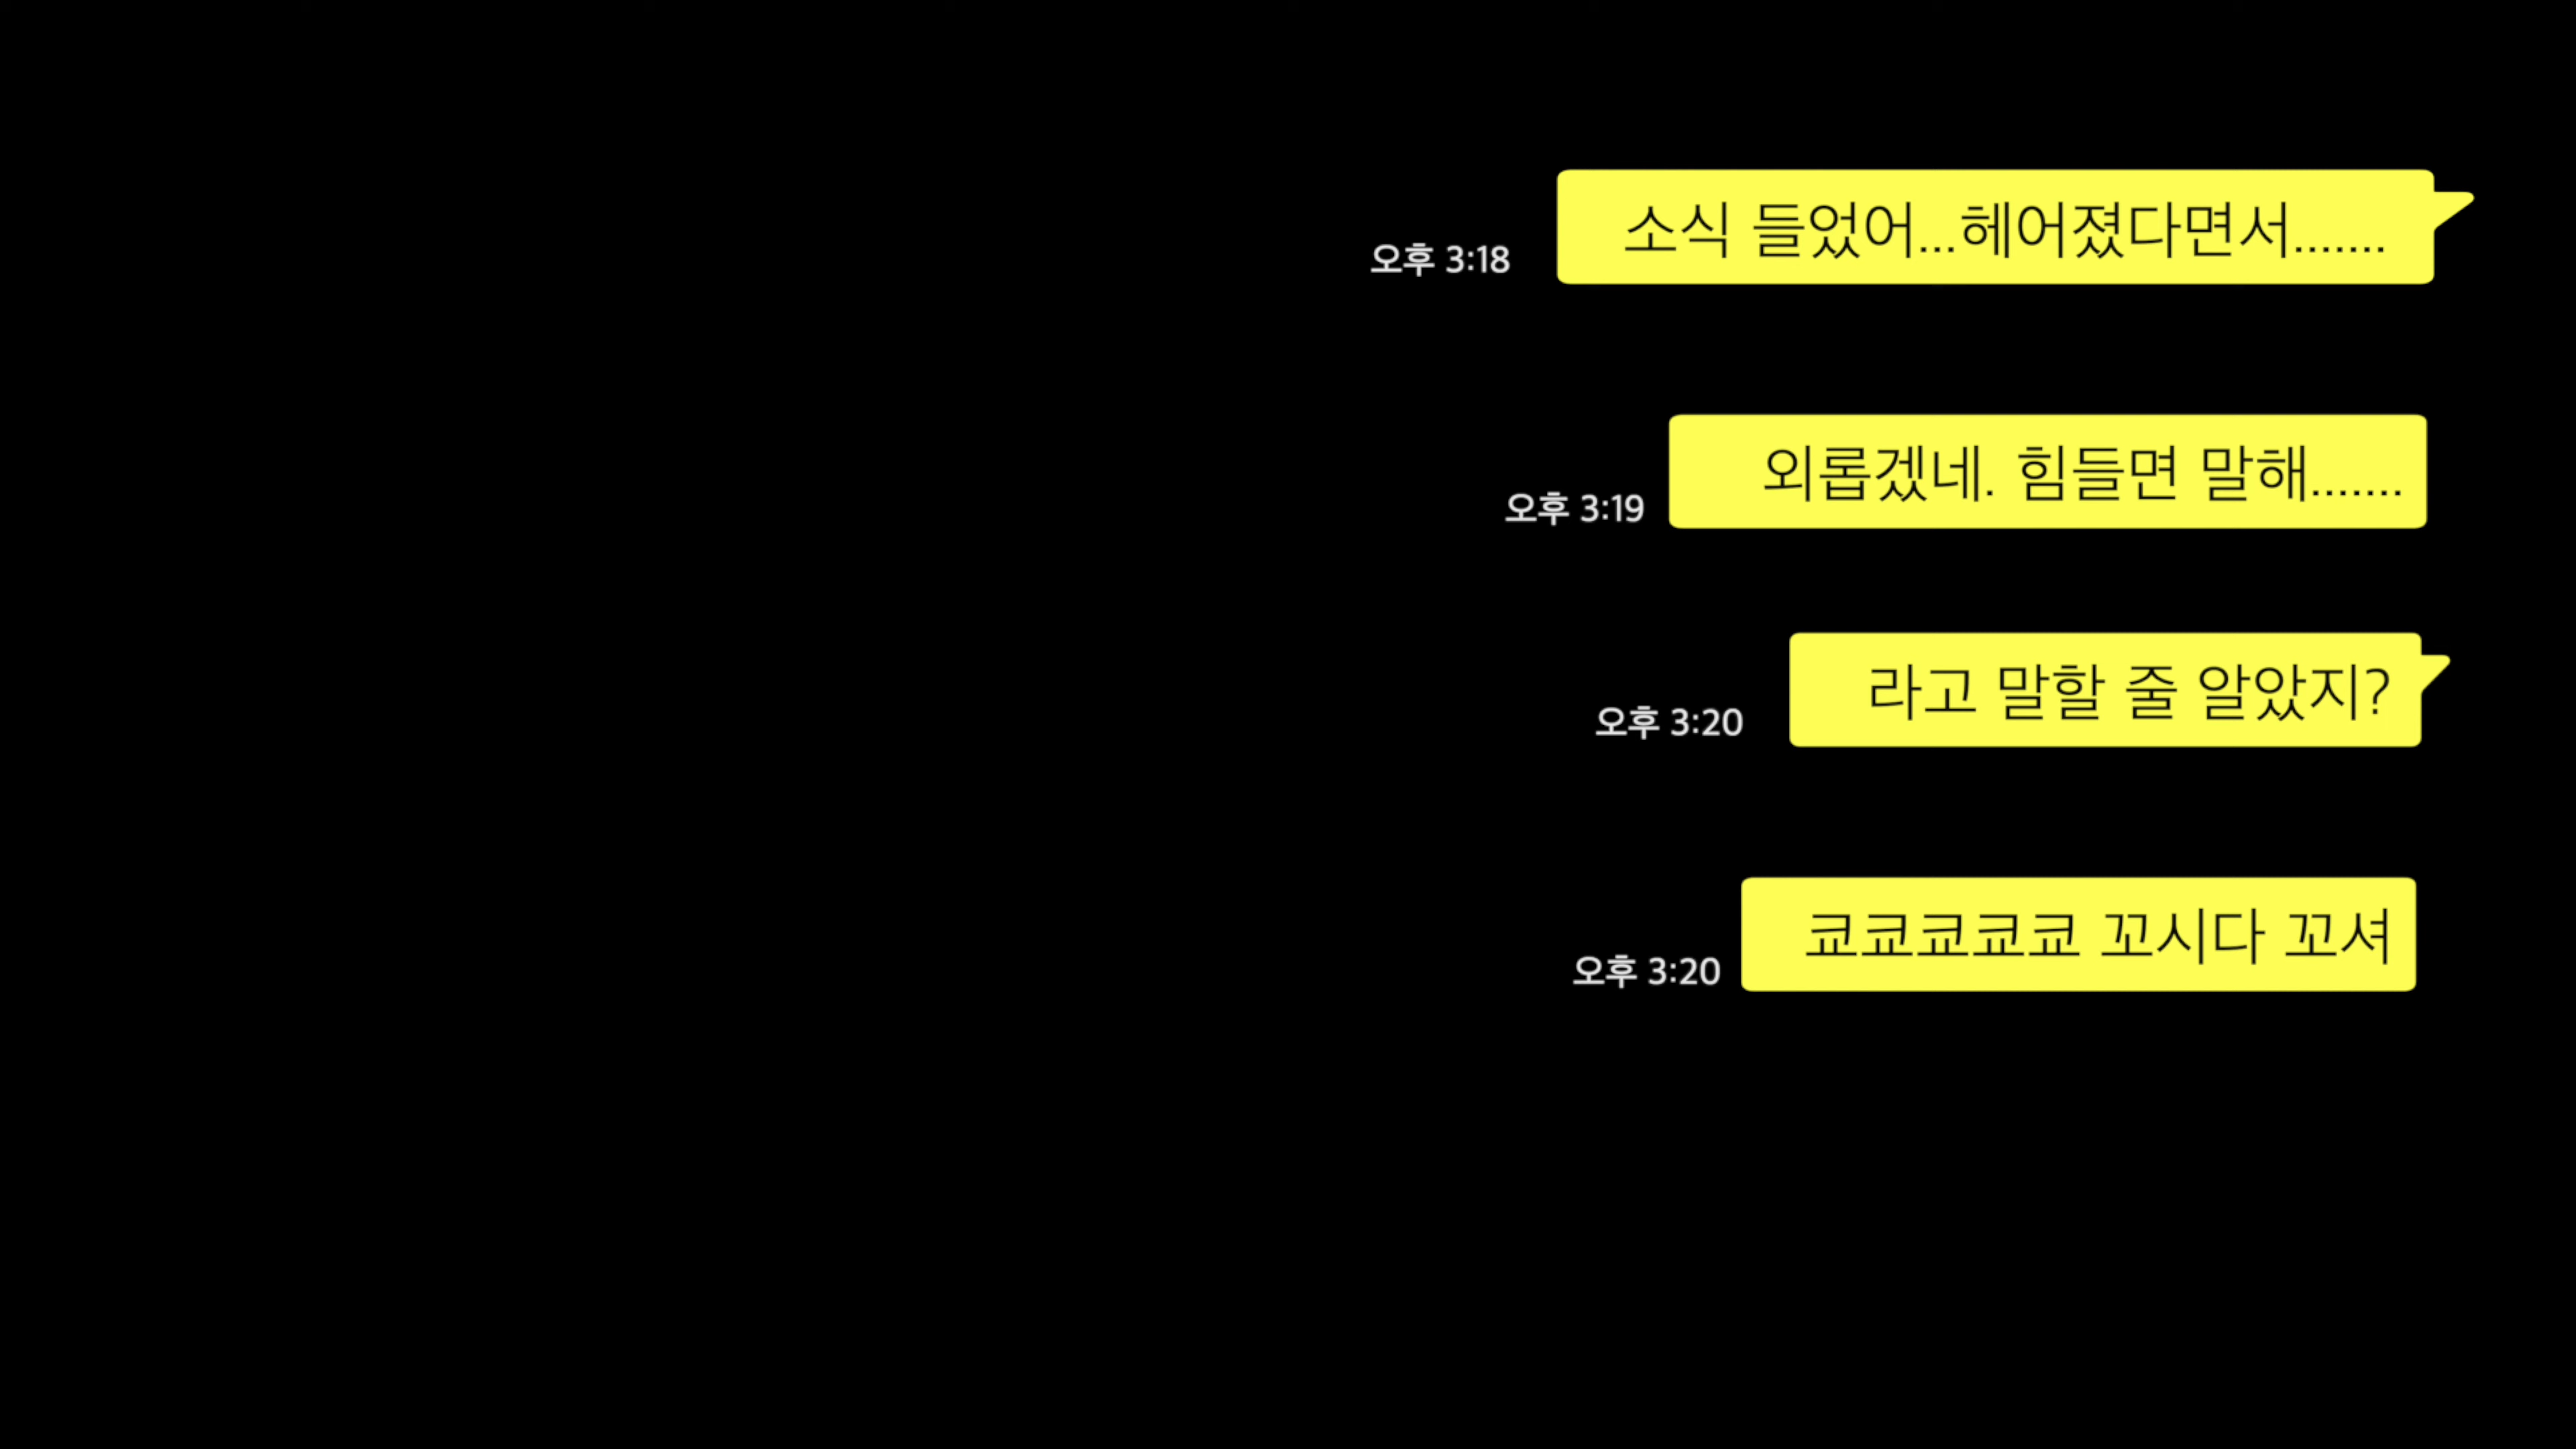 소식 들었어...헤어졌다면서.......
오후 3:18
외롭겠네. 힘들면 말해.......
오후 3:19
라고 말할 줄 알았지?
오후 3:20
쿄쿄쿄쿄쿄 꼬시다 꼬셔
오후 3:20